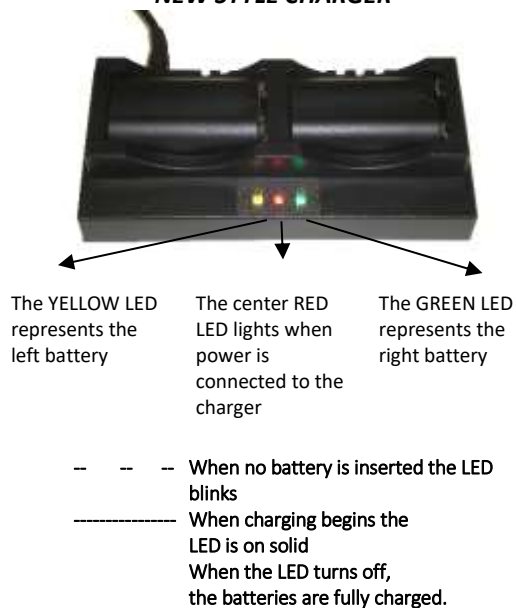 NEW STYLE CHARGER
The YELLOW LED
represents the
left battery
The center RED
LED lights when
power is
connected to the
charger
The GREEN LED
represents the
right battery
-- -- -- When no battery is inserted the LED
blinks
---------------- When charging begins the
LED is on solid
When the LED turns off,
the batteries are fully charged.